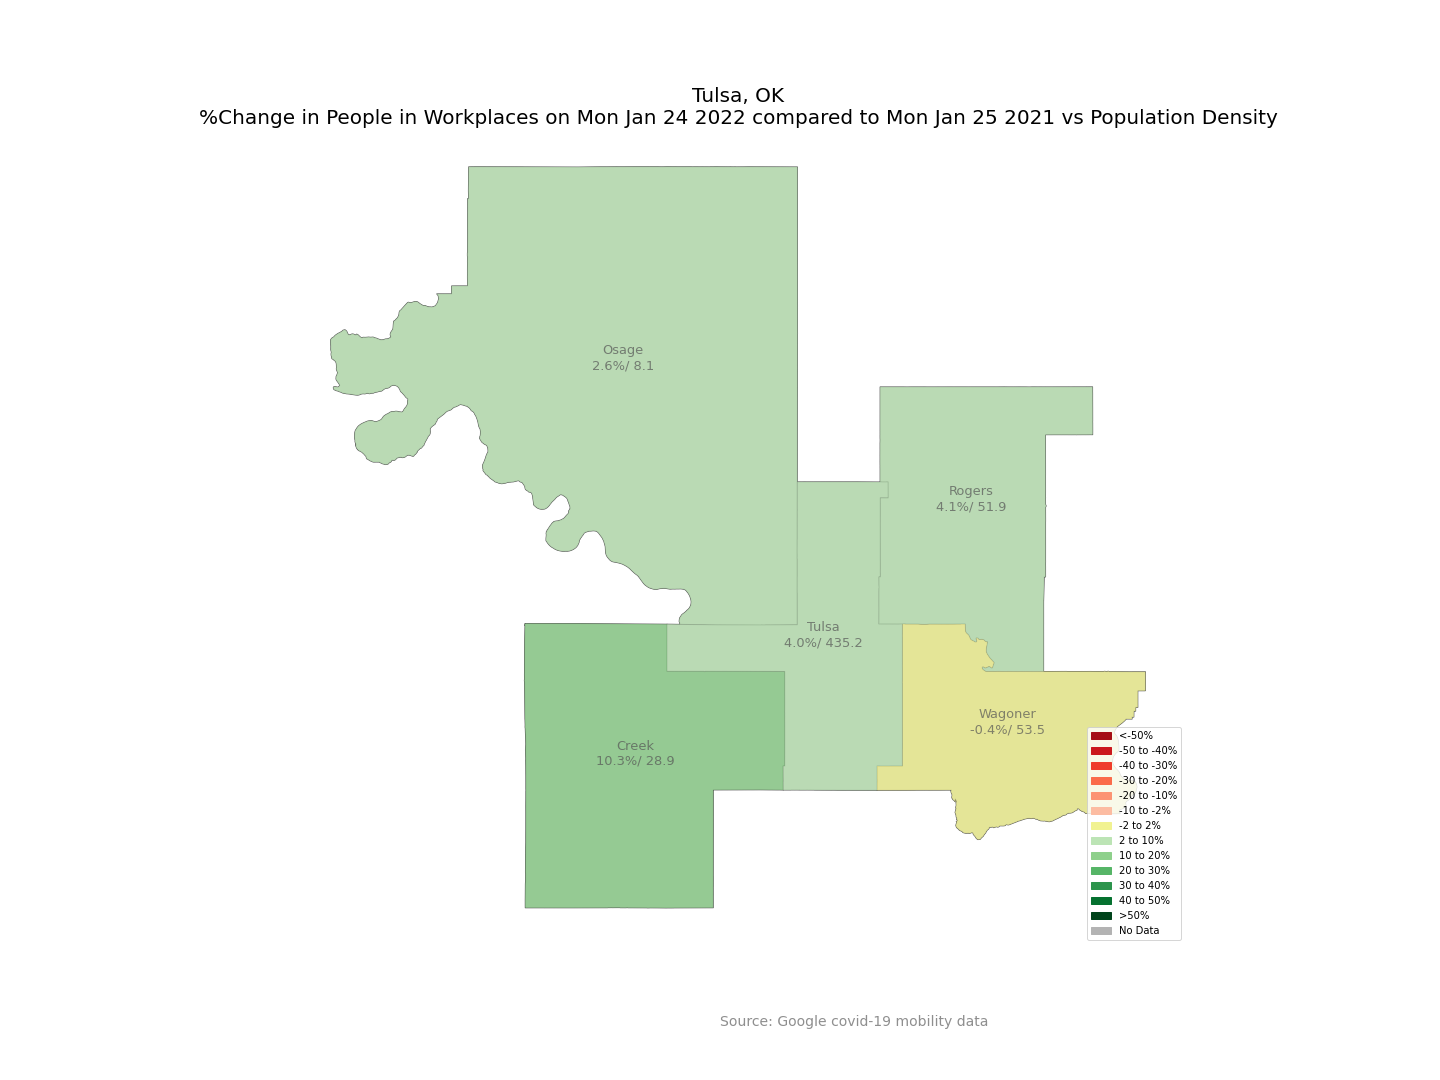 Tulsa, OK
%Change in People in Workplaces on Mon Jan 24 2022 compared to Mon Jan 25 2021 vs Population Density
Osage
2.6%/ 8.1
Rogers
4.1%/ 51.9
Tulsa
4.0%/ 435.2
Wagoner
-0.4%/ 53.5
Creek
10.3%/ 28.9
<-50%
-50 to -40%
-40 to -30%
-30 to -20%
-20 to -10%
-10 to -2%
-2 to 2%
2 to 10%
10 to 20%
20 to 30%
30 to 40%
40 to 50%
>50%
No Data
Source: Google covid-19 mobility data